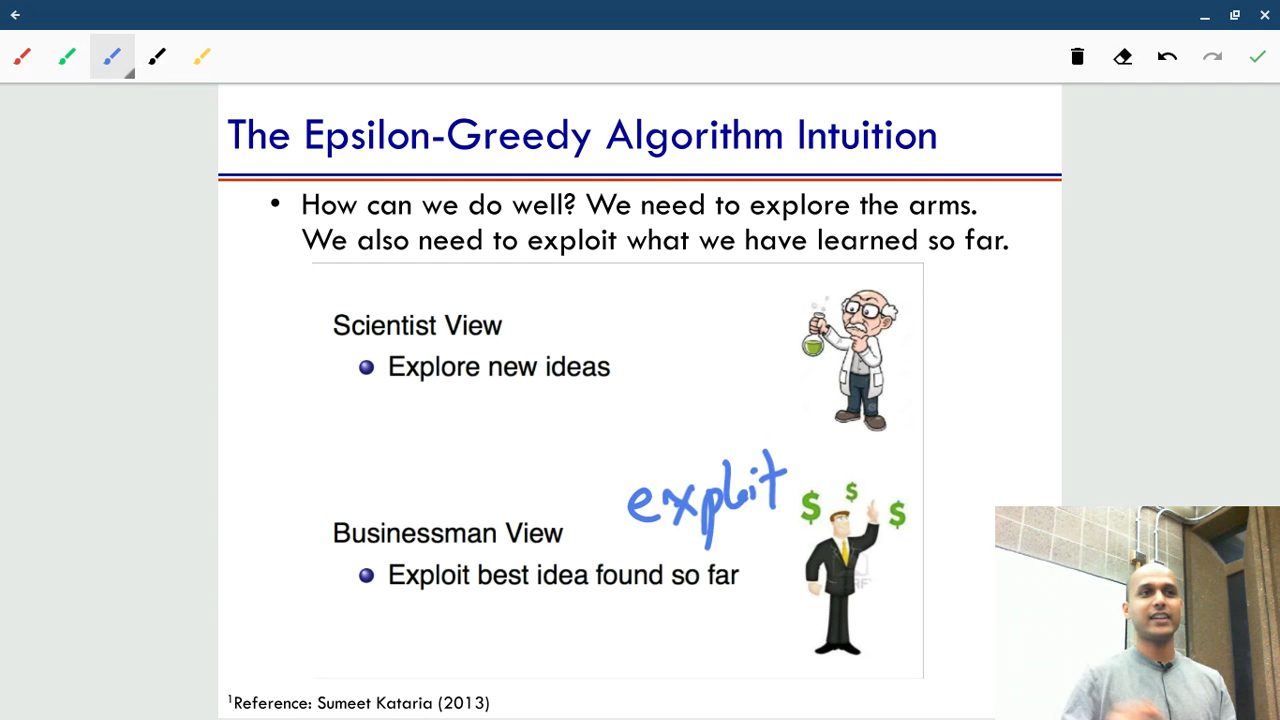 The Epsilon-Greedy Algorithm Intuition
• How can we do well? We need to explore the arms.
We also need to exploit what we have learned so far.
Scientist View
Explore new ideas
exploit
$ $ $
Businessman View
Exploit best idea found so far
¹Reference: Sumeet Kataria (2013)